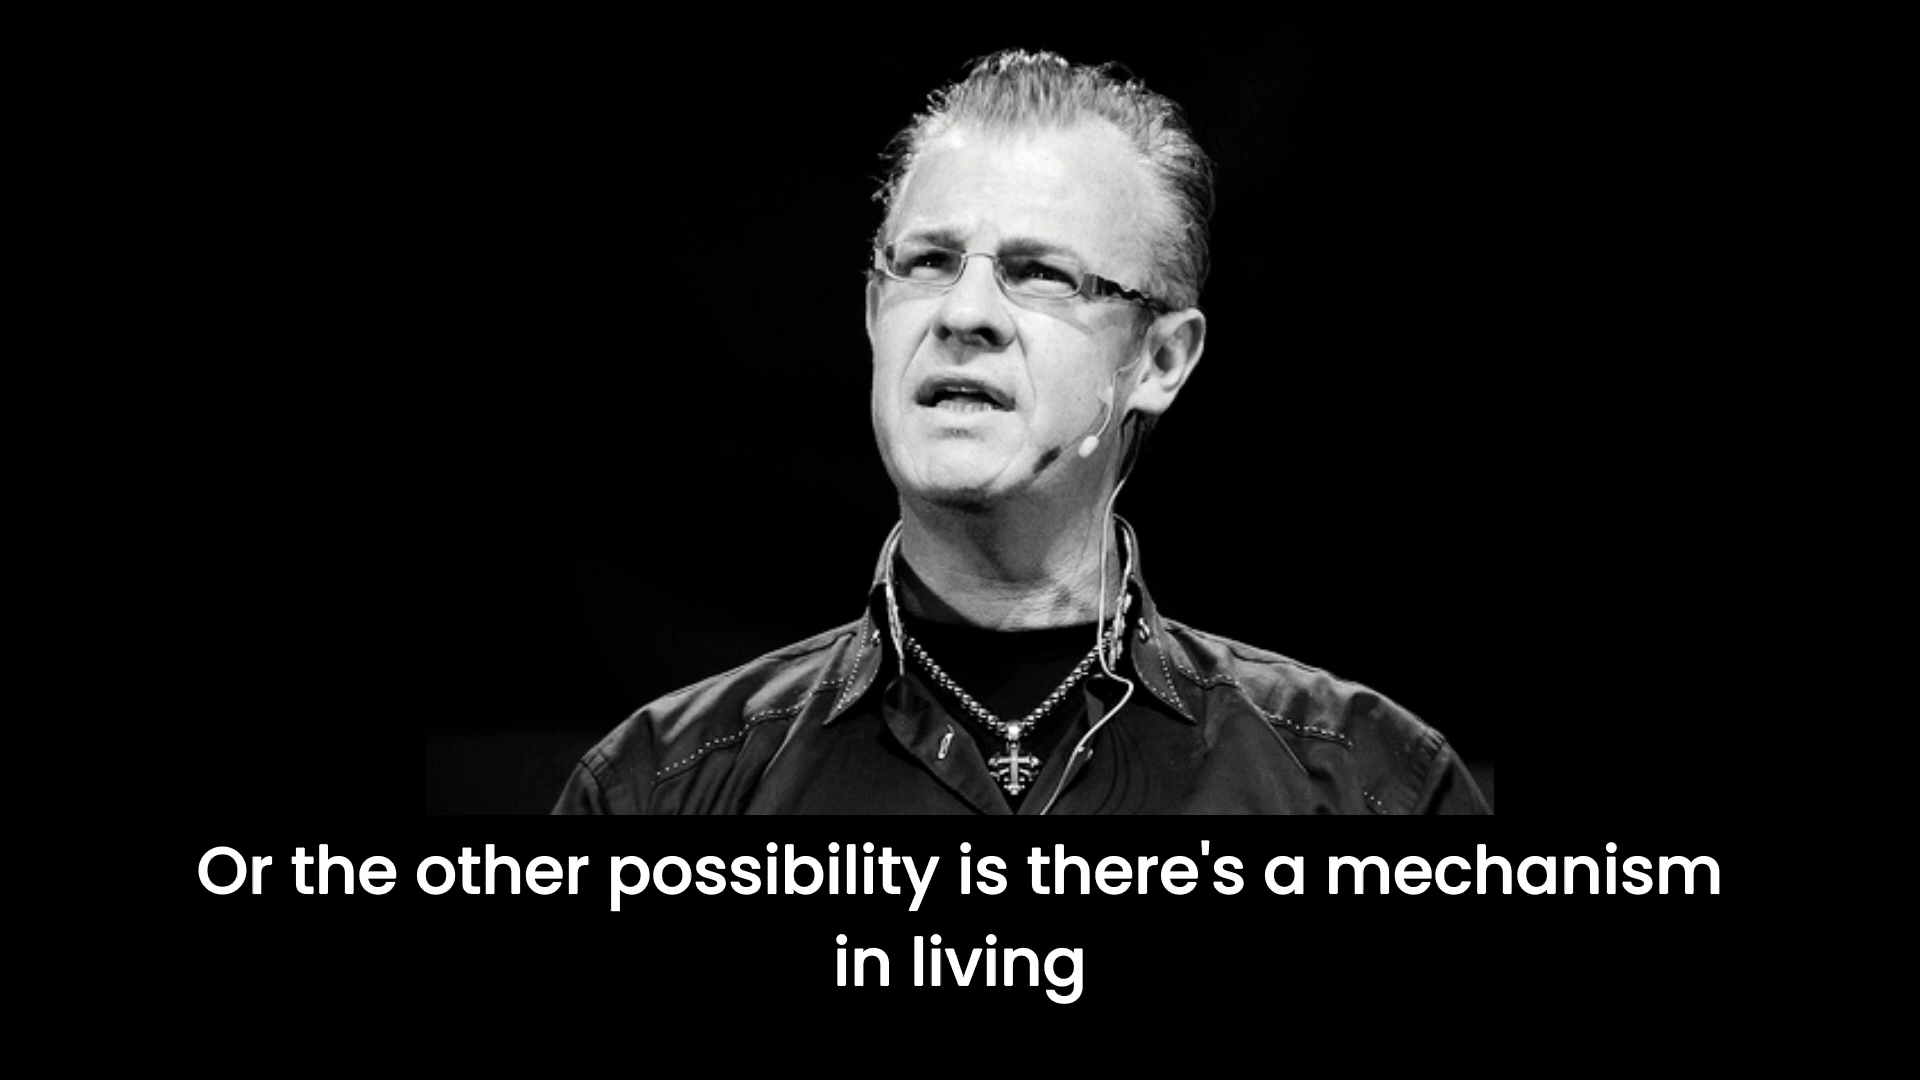 Or the other possibility is there's a mechanism
in living